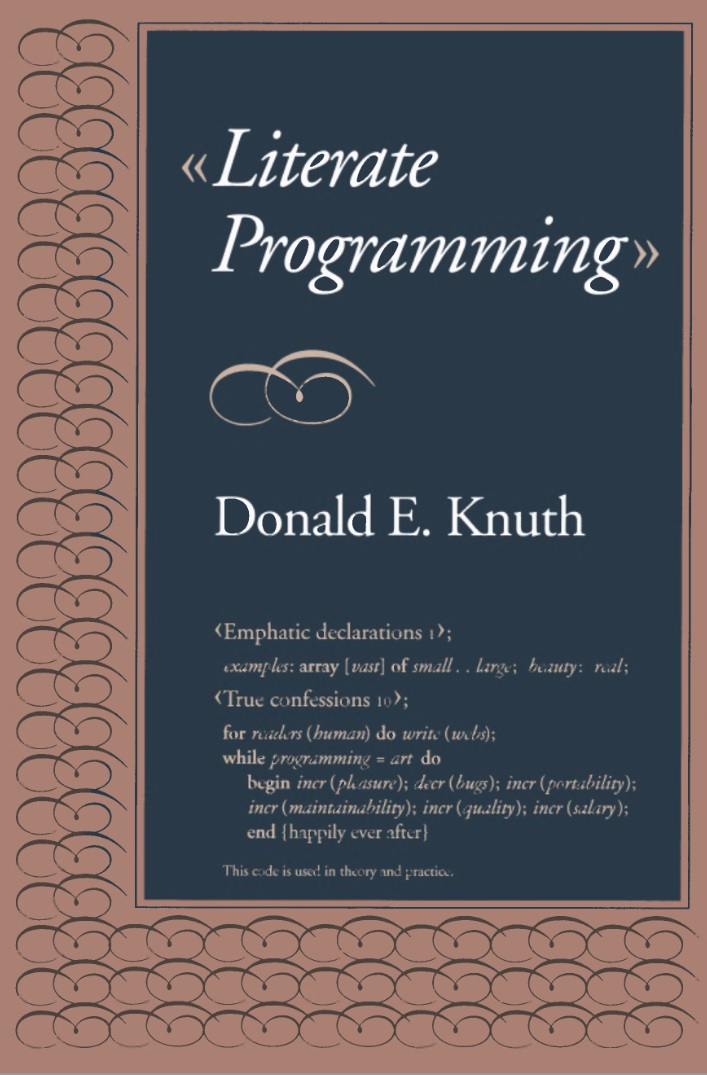 «Literate
Programming»
Donald E. Knuth
‹Emphatic declarations 1›;
examples: array [vast] of small . . large; beauty: real;
‹True confessions 10›;
for readers (human) do write (webs);
while programming = art do
begin incr (pleasure); decr (bugs); incr (portability);
incr (maintainability); incr (quality); incr (salary);
end {happily ever after}
This code is used in theory and practice.